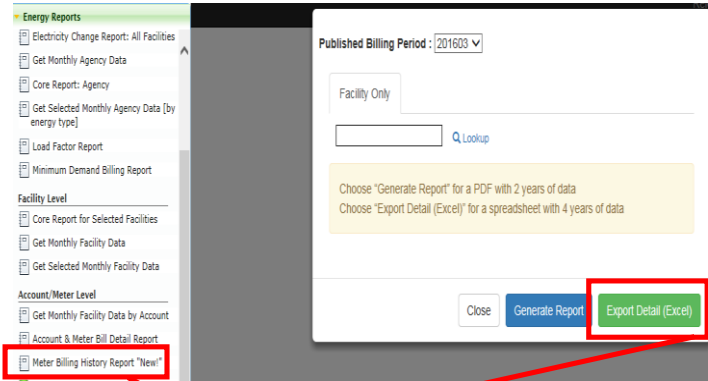 Energy Reports
Electricity Change Report: All Facilities
Get Monthly Agency Data
Core Report: Agency
Get Selected Monthly Agency Data [by
energy type]
Load Factor Report
Minimum Demand Billing Report
Facility Level
Core Report for Selected Facilities
Get Monthly Facility Data
Get Selected Monthly Facility Data
Account/Meter Level
Get Monthly Facility Data by Account
Account & Meter Bill Detail Report
Meter Billing History Report "New!"
Published Billing Period : 201603
Facility Only
Lookup
Choose "Generate Report" for a PDF with 2 years of data
Choose "Export Detail (Excel)" for a spreadsheet with 4 years of data
Close
Generate Report
Export Detail (Excel)